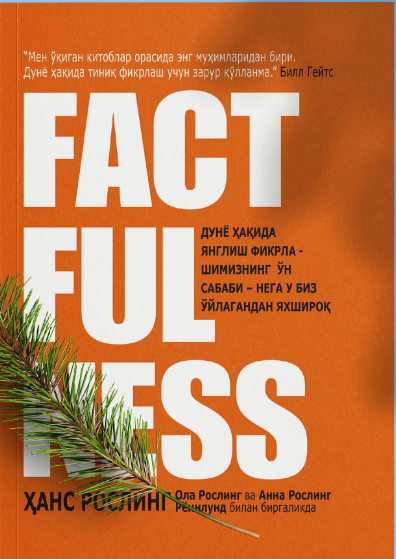 “Мен ўқиган китоблар орасида энг муҳимларидан бири.
Дунё ҳақида тиниқ фикрлаш учун зарур қўлланма.” Билл Гейтс
FACT
FUL
NESS
ДУНЁ ҲАҚИДА
ЯНГЛИШ ФИКРЛА -
ШИМИЗНИНГ ЎН
САБАБИ – НЕГА У БИЗ
ЎЙЛАГАНДАН ЯХШИРОҚ
ҲАНС РОСЛИНГ
Ола Рослинг ва Анна Рослинг
Рённлунд билан биргаликда